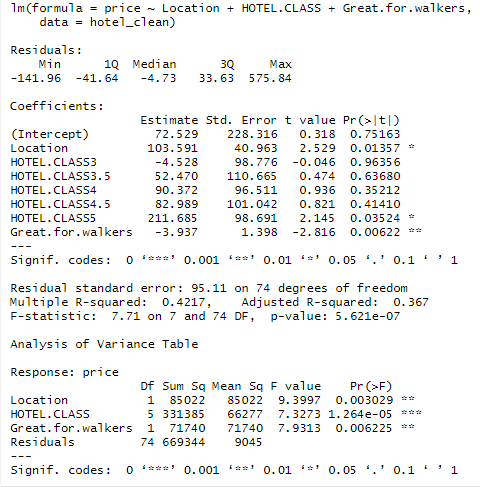 lm(formula = price ~ Location + HOTEL.CLASS + Great.for.walkers,
    data = hotel_clean)
Residuals:
    Min      1Q  Median      3Q     Max
-141.96  -41.64   -4.73   33.63  575.84
Coefficients:
                  Estimate Std. Error t value Pr(>|t|)
(Intercept)         72.529    228.316   0.318  0.75163
Location           103.591     40.963   2.529  0.01357 *
HOTEL.CLASS3        -4.528     98.776  -0.046  0.96356
HOTEL.CLASS3.5      52.470    110.665   0.474  0.63680
HOTEL.CLASS4        90.372     96.511   0.936  0.35212
HOTEL.CLASS4.5      82.989    101.042   0.821  0.41410
HOTEL.CLASS5       211.685     98.691   2.145  0.03524 *
Great.for.walkers   -3.937      1.398  -2.816  0.00622 **
---
Signif. codes:  0 ‘***’ 0.001 ‘**’ 0.01 ‘*’ 0.05 ‘.’ 0.1 ‘ ’ 1
Residual standard error: 95.11 on 74 degrees of freedom
Multiple R-squared:  0.4217,    Adjusted R-squared:  0.367
F-statistic:  7.71 on 7 and 74 DF,  p-value: 5.621e-07
Analysis of Variance Table
Response: price
                  Df Sum Sq Mean Sq F value    Pr(>F)
Location           1  85022   85022  9.3997  0.003029 **
HOTEL.CLASS        5 331385   66277  7.3273 1.264e-05 ***
Great.for.walkers  1  71740   71740  7.9313  0.006225 **
Residuals         74 669344    9045
---
Signif. codes:  0 ‘***’ 0.001 ‘**’ 0.01 ‘*’ 0.05 ‘.’ 0.1 ‘ ’ 1